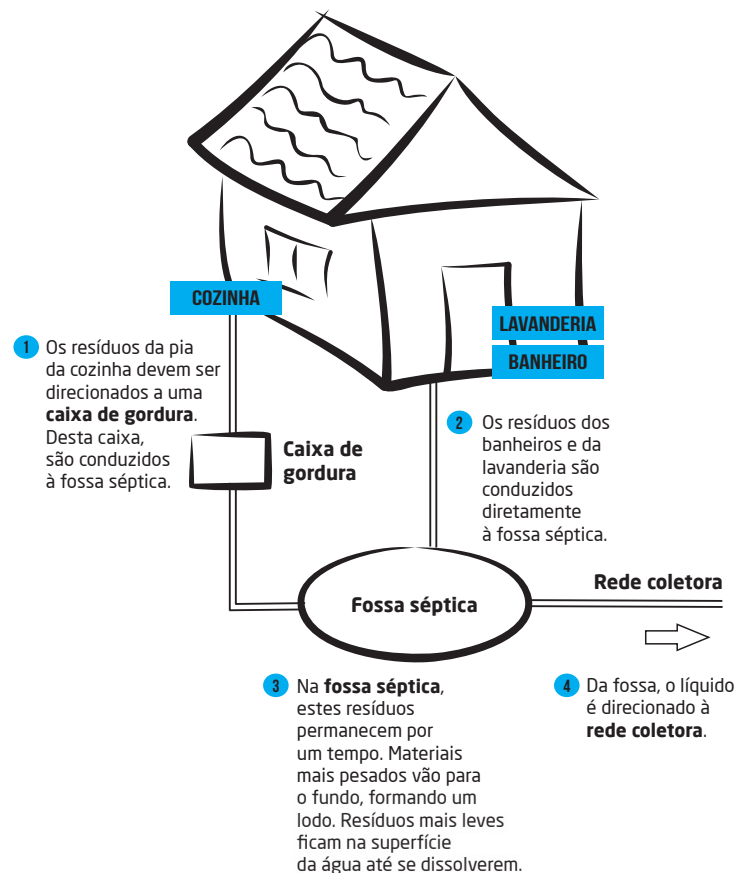 COZINHA
LAVANDERIA
BANHEIRO
1 Os resíduos da pia
da cozinha devem ser
direcionados a uma
caixa de gordura.
Desta caixa,
são conduzidos
à fossa séptica.
Caixa de
gordura
2 Os resíduos dos
banheiros e da
lavanderia são
conduzidos
diretamente
à fossa séptica.
Fossa séptica
Rede coletora
3 Na fossa séptica,
estes resíduos
permanecem por
um tempo. Materiais
mais pesados vão para
o fundo, formando um
lodo. Resíduos mais leves
ficam na superfície
da água até se dissolverem.
4 Da fossa, o líquido
é direcionado à
rede coletora.